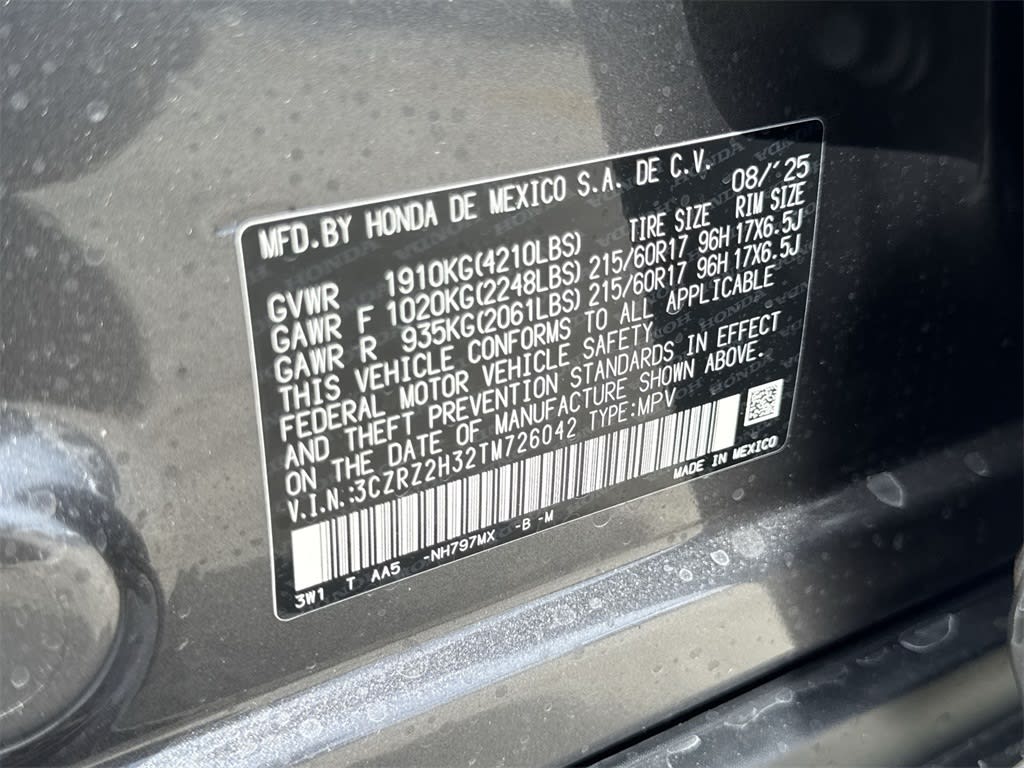 MFD.BY HONDA DE MEXICO S.A. DE C.V. 08/'25
TIRE SIZE RIM SIZE
GVWR 1910KG(4210LBS)
GAWR F 1020KG(2248LBS) 215/60R17 96H 17X6.5J
GAWR R 935KG(2061LBS) 215/60R17 96H 17X6.5J
THIS VEHICLE CONFORMS TO ALL APPLICABLE
FEDERAL MOTOR VEHICLE SAFETY
AND THEFT PREVENTION STANDARDS IN EFFECT
ON THE DATE OF MANUFACTURE SHOWN ABOVE.
V.I.N.:3CZRZ2H32TM726042 TYPE:MPV
MADE IN MEXICO
3W1 T AA5 -NH797MX -B -M